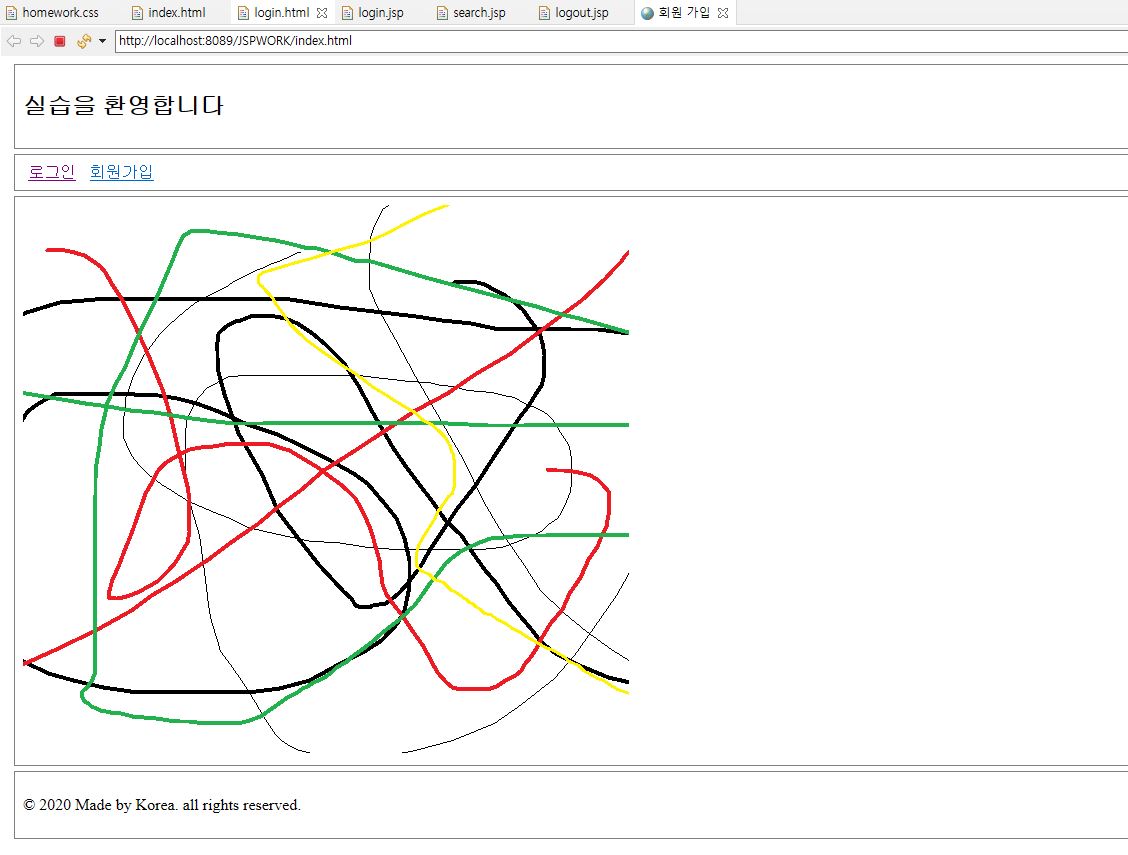 homework.css index.html login.html login.jsp search.jsp logout.jsp 회원 가입
http://localhost:8089/JSPWORK/index.html
실습을 환영합니다
로그인 회원가입
© 2020 Made by Korea. all rights reserved.